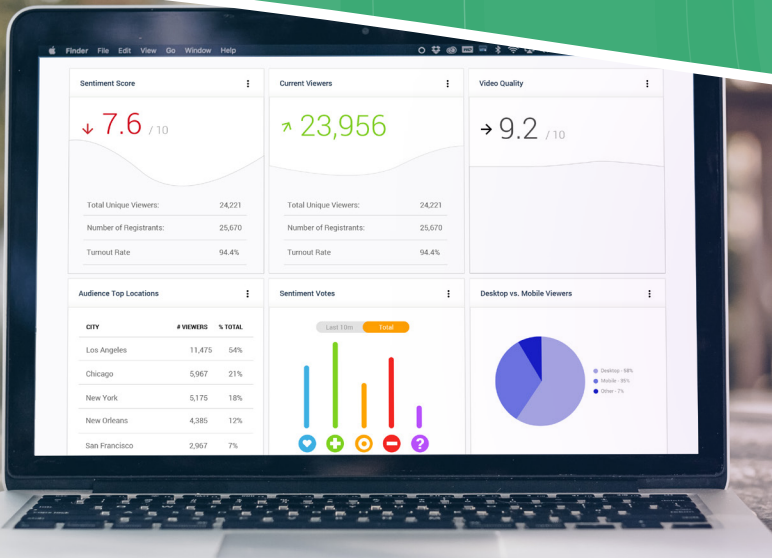 Finder File Edit View Go Window Help
Sentiment Score
7.6 / 10
Total Unique Viewers: 24,221
Number of Registrants: 25,670
Turnout Rate 94.4%
Current Viewers
23,956
Total Unique Viewers: 24,221
Number of Registrants: 25,670
Turnout Rate 94.4%
Video Quality
9.2 / 10
Audience Top Locations
CITY # VIEWERS % TOTAL
Los Angeles 11,475 54%
Chicago 5,967 21%
New York 5,175 18%
New Orleans 4,385 12%
San Francisco 2,967 7%
Sentiment Votes
Last 10m Total
?
Desktop vs. Mobile Viewers
Other - 7%